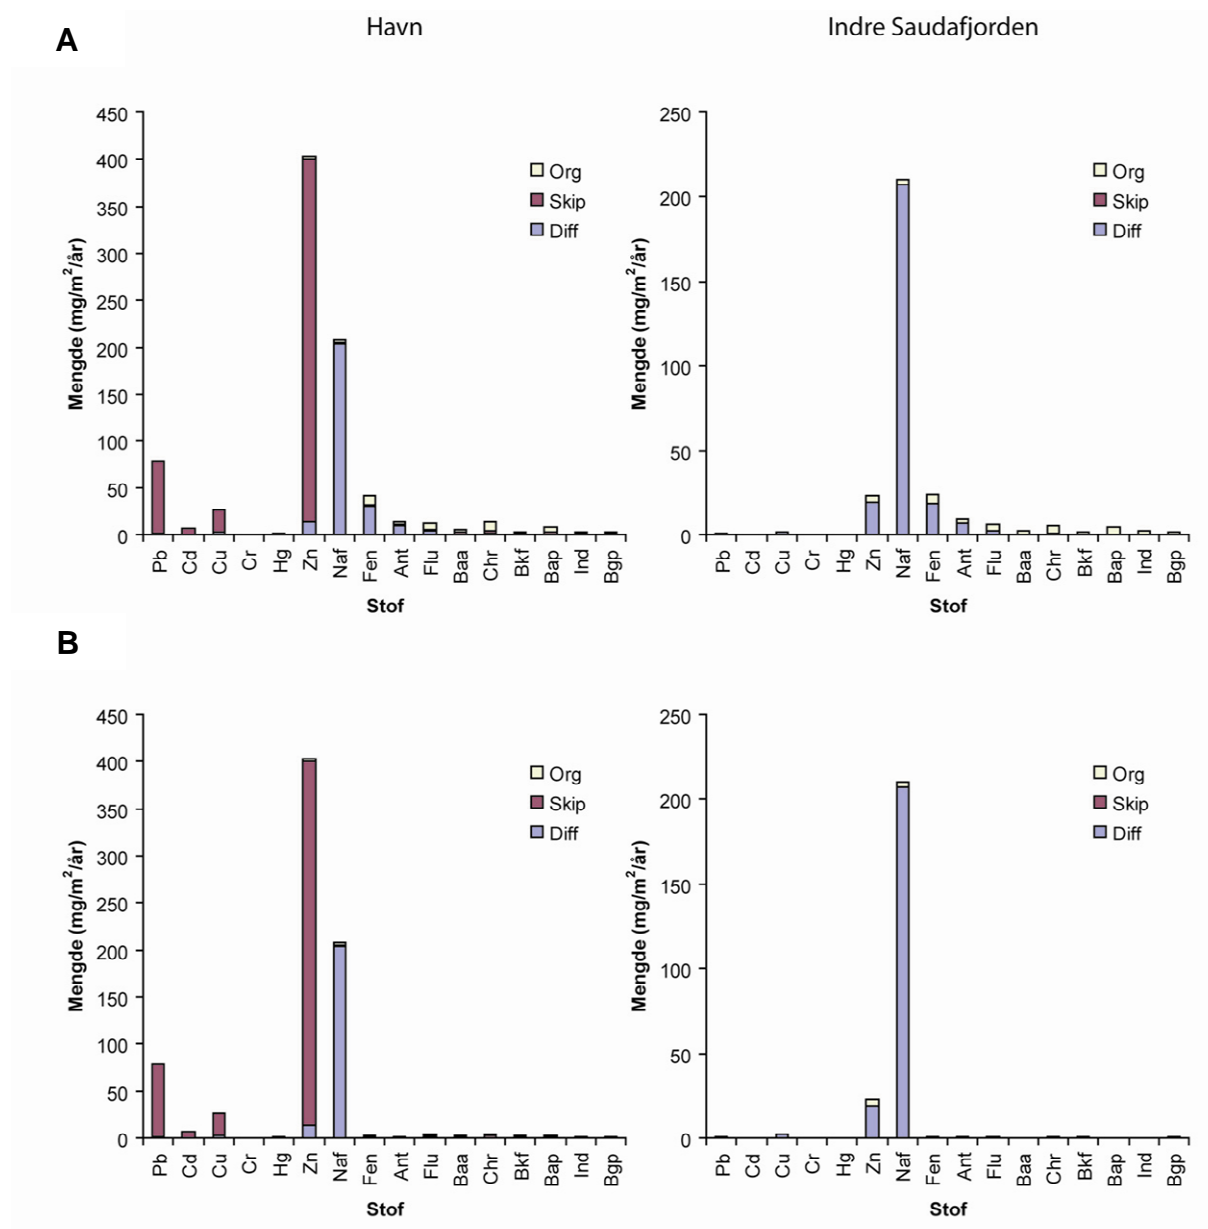 A
Havn
Indre Saudafjorden
450
400
350
300
250
200
150
100
50
0
Mengde (mg/m²/år)
Org
Skip
Diff
Pb Cd Cu Cr Hg Zn Naf Fen Ant Flu Baa Chr Bkf Bap Ind Bgp
Stof
250
200
150
100
50
0
Mengde (mg/m²/år)
Org
Skip
Diff
Pb Cd Cu Cr Hg Zn Naf Fen Ant Flu Baa Chr Bkf Bap Ind Bgp
Stof
B
450
400
350
300
250
200
150
100
50
0
Mengde (mg/m²/år)
Org
Skip
Diff
Pb Cd Cu Cr Hg Zn Naf Fen Ant Flu Baa Chr Bkf Bap Ind Bgp
Stof
250
200
150
100
50
0
Mengde (mg/m²/år)
Org
Skip
Diff
Pb Cd Cu Cr Hg Zn Naf Fen Ant Flu Baa Chr Bkf Bap Ind Bgp
Stof